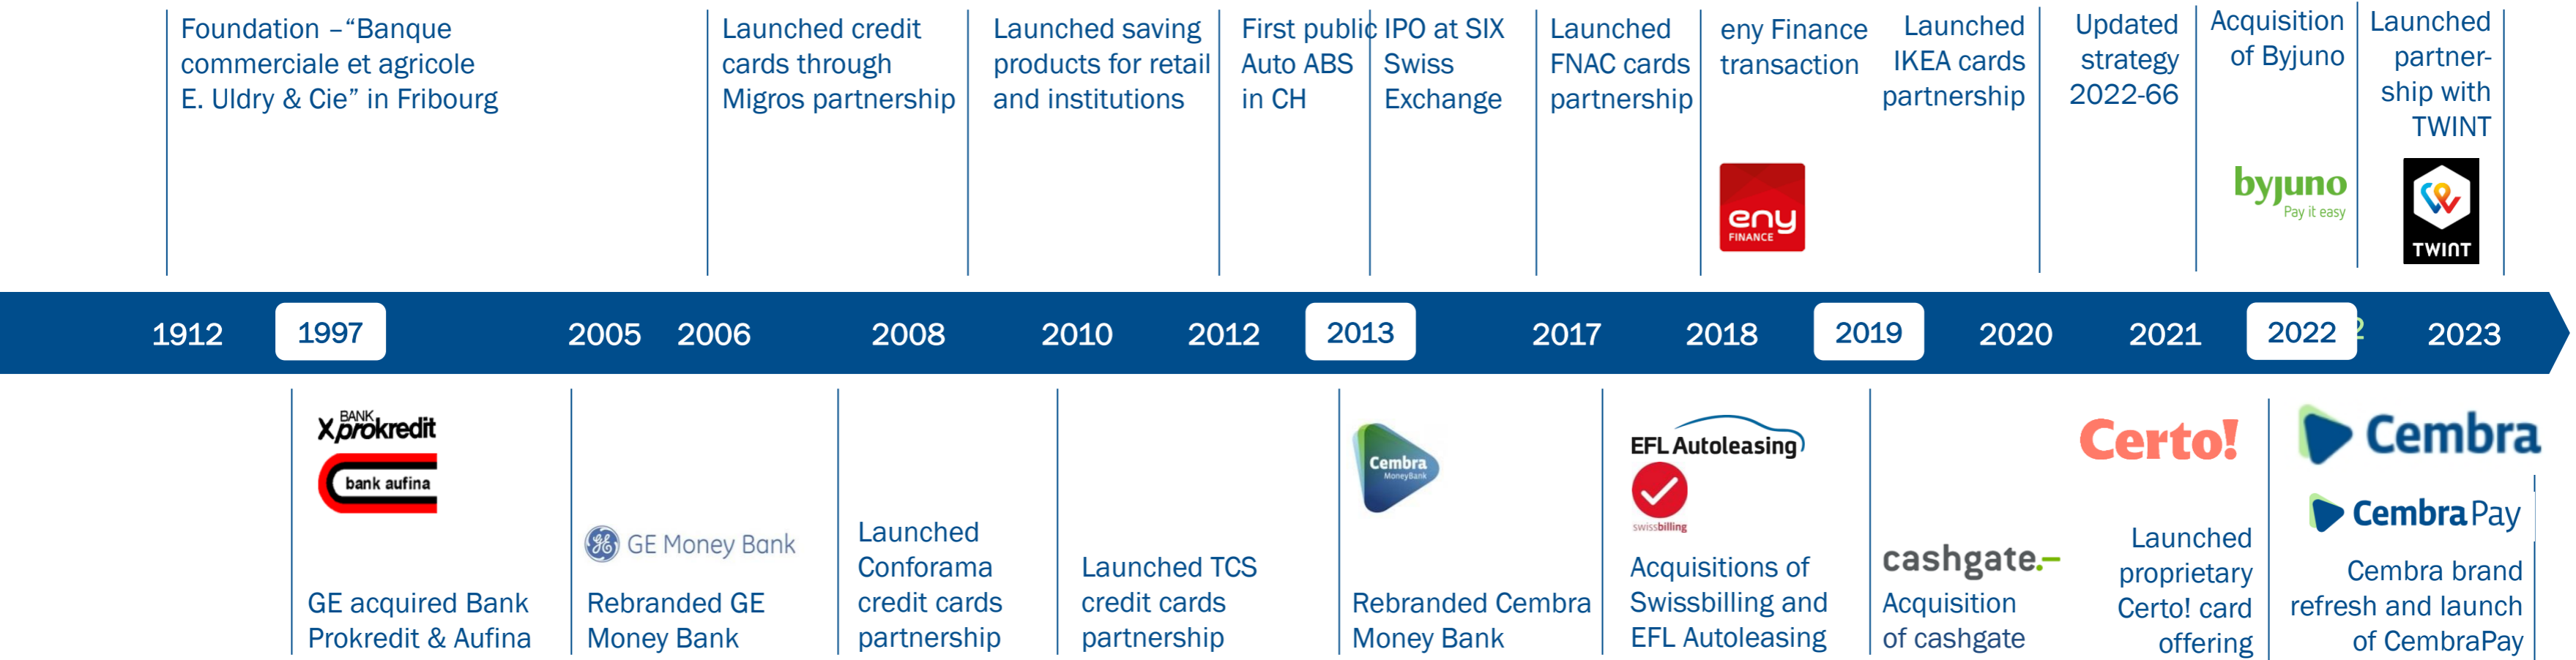 Foundation –“Banque
commerciale et agricole
E. Uldry & Cie” in Fribourg
Launched credit
cards through
Migros partnership
Launched saving
products for retail
and institutions
First public
Auto ABS
in CH
IPO at SIX
Swiss
Exchange
Launched
FNAC cards
partnership
eny Finance
transaction
eny
FINANCE
Launched
IKEA cards
partnership
Updated
strategy
2022-66
Acquisition
of Byjuno
byjuno
Pay it easy
Launched
partner-
ship with
TWINT
TWINT
1912 1997 2005 2006 2008 2010 2012 2013 2017 2018 2019 2020 2021 2022 2 2023
BANK
Xprokredit
bank aufina
GE acquired Bank
Prokredit & Aufina
GE GE Money Bank
Rebranded GE
Money Bank
Launched
Conforama
credit cards
partnership
Launched TCS
credit cards
partnership
Cembra
MoneyBank
Rebranded Cembra
Money Bank
EFL Autoleasing
swissbilling
Acquisitions of
Swissbilling and
EFL Autoleasing
cashgate.
Acquisition
of cashgate
Certo!
Launched
proprietary
Certo! card
offering
Cembra
CembraPay
Cembra brand
refresh and launch
of CembraPay